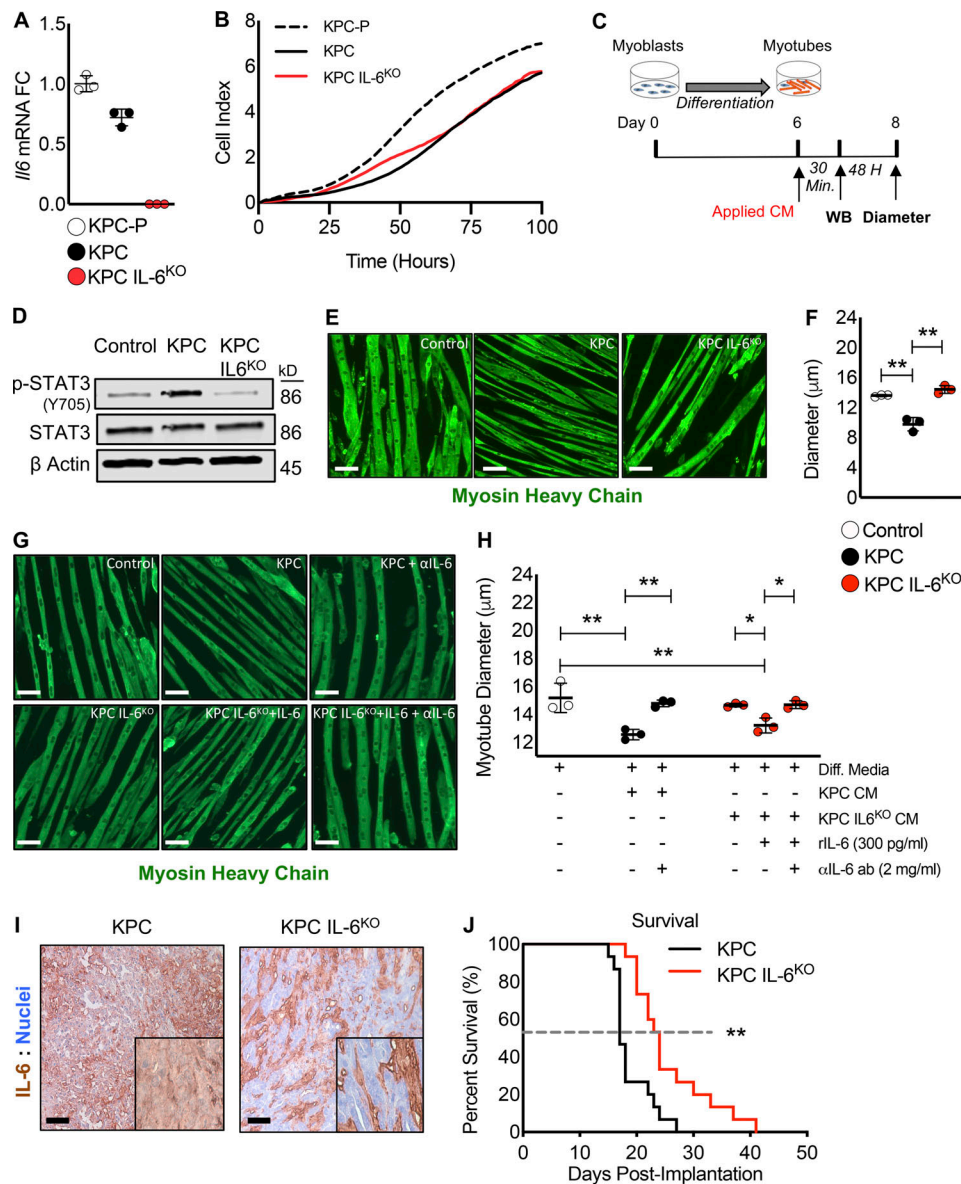 A
1.5
1.0
0.5
0.0
Il6 mRNA FC
KPC-P
KPC
KPC IL-6KO
B
7
6
5
4
3
2
1
0
Cell Index
KPC-P
KPC
KPC IL-6KO
0
25
50
75
100
Time (Hours)
C
Myoblasts
Myotubes
Differentiation
Day 0
6
8
30
Min.
48 H
Applied CM
WB
Diameter
D
Control
KPC
KPC
IL6KO
kD
p-STAT3
(Y705)
86
STAT3
86
β Actin
45
E
Control
KPC
KPC IL-6KO
Myosin Heavy Chain
F
24
20
16
12
8
4
0
Diameter (μm)
**
**
Control
KPC
KPC IL-6KO
G
Control
KPC
KPC + αIL-6
KPC IL-6KO
KPC IL-6KO+IL-6
KPC IL-6KO+IL-6 + αIL-6
Myosin Heavy Chain
H
24
22
20
18
16
14
12
Myotube Diameter (μm)
**
**
**
*
*
+ + + + + + Diff. Media
- + + - - - KPC CM
- - - + + + KPC IL6KO CM
- - - - + + rIL-6 (300 pg/ml)
- - + - - + αIL-6 ab (2 mg/ml)
I
KPC
KPC IL-6KO
IL-6 : Nuclei
J
Survival
KPC
KPC IL-6KO
**
100
80
60
40
20
0
Percent Survival (%)
0
10
20
30
40
50
Days Post-Implantation